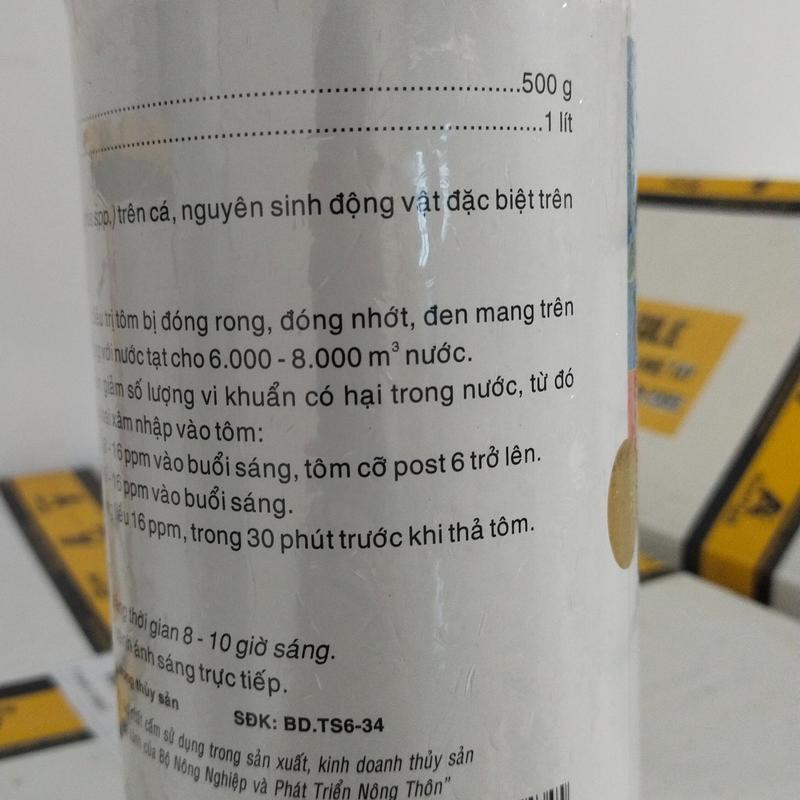 500 g
1 lít
spp.) trên cá, nguyên sinh động vật đặc biệt trên
trị tôm bị đóng rong, đóng nhớt, đen mang trên
với nước tạt cho 6.000 - 8.000 m³ nước.
giảm số lượng vi khuẩn có hại trong nước, từ đó
xâm nhập vào tôm:
- 16 ppm vào buổi sáng, tôm cỡ post 6 trở lên.
- 16 ppm vào buổi sáng.
liều 16 ppm, trong 30 phút trước khi thả tôm.
thời gian 8 - 10 giờ sáng.
ánh sáng trực tiếp.
thủy sản
SĐK: BD.TS6-34
chất cấm sử dụng trong sản xuất, kinh doanh thủy sản
của Bộ Nông Nghiệp và Phát Triển Nông Thôn"